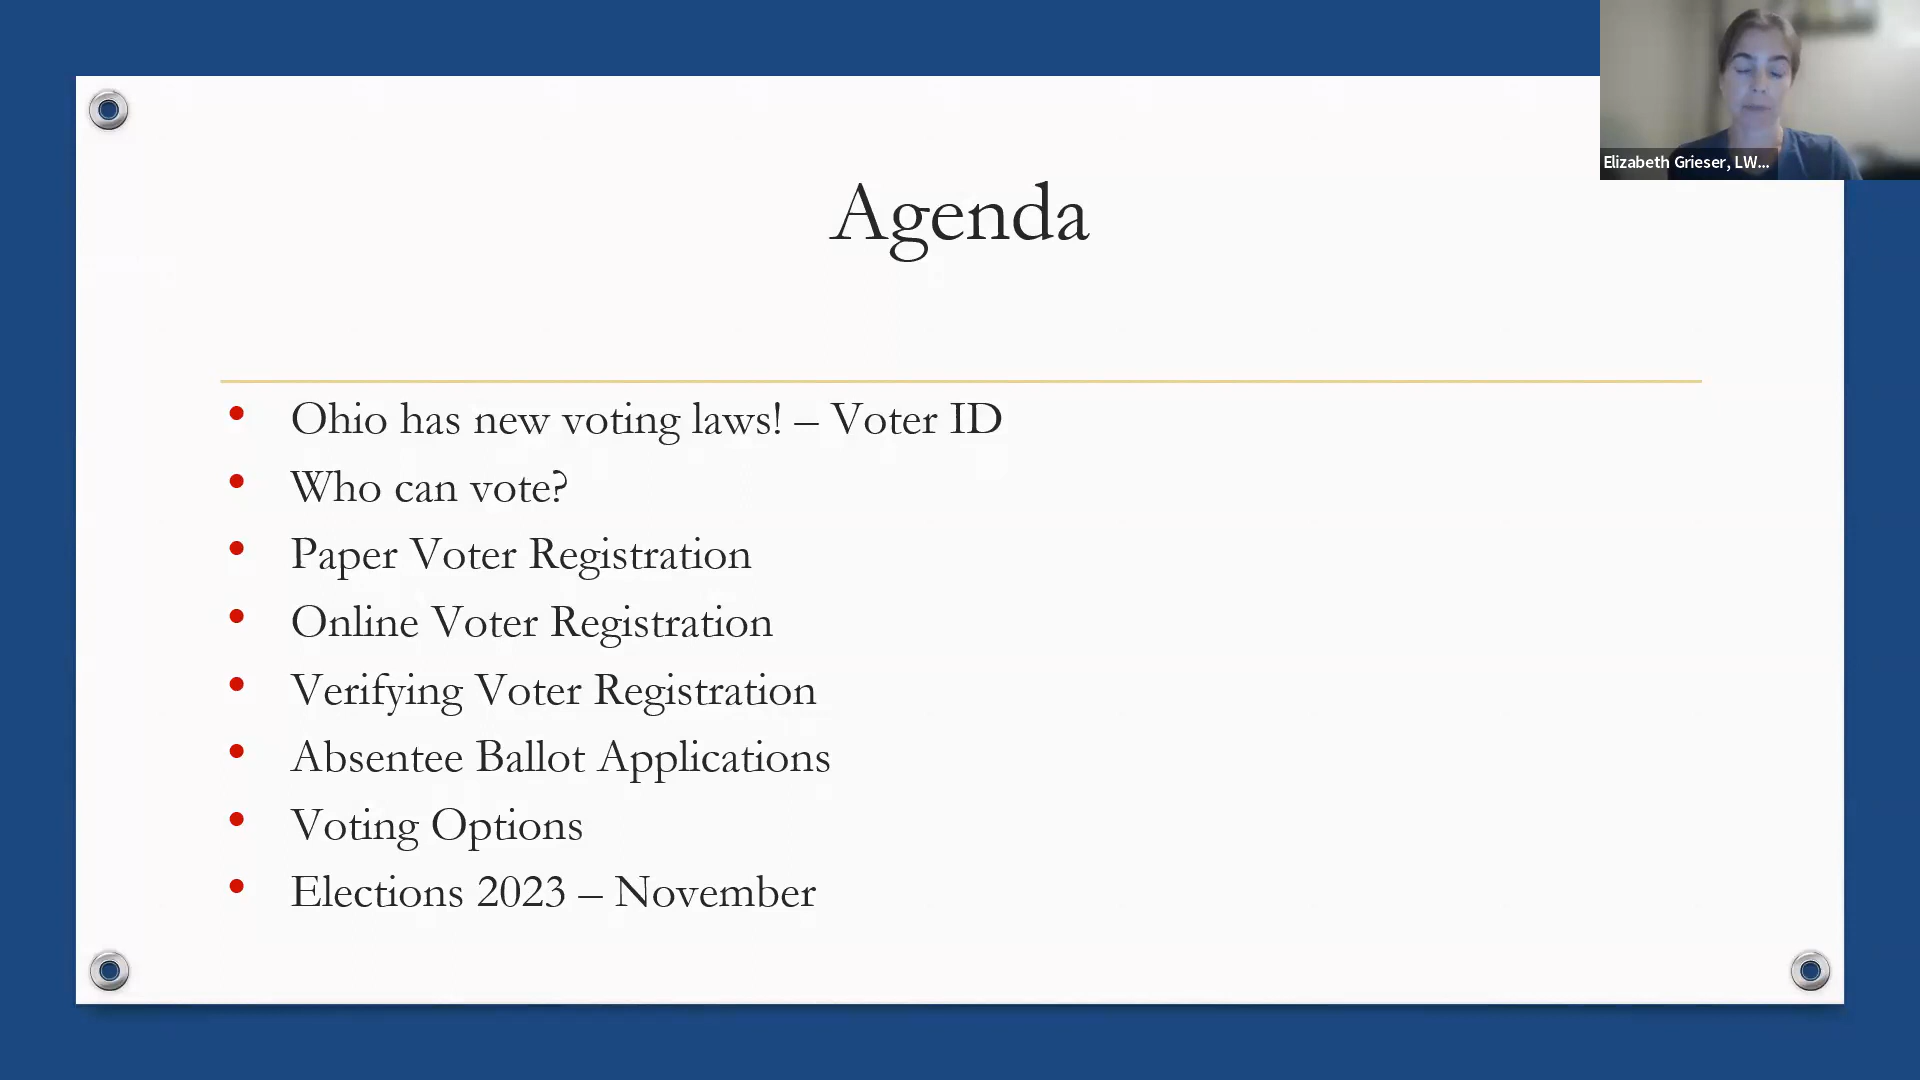 Elizabeth Grieser, LW...
Agenda
• Ohio has new voting laws! – Voter ID
• Who can vote?
• Paper Voter Registration
• Online Voter Registration
• Verifying Voter Registration
• Absentee Ballot Applications
• Voting Options
• Elections 2023 – November